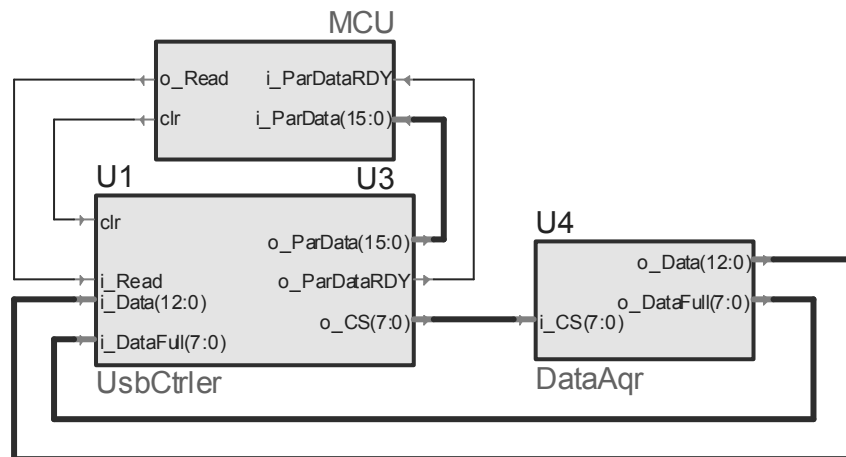 MCU
o_Read
i_ParDataRDY
clr
i_ParData(15:0)
U1
U3
clr
o_ParData(15:0)
i_Read
o_ParDataRDY
i_Data(12:0)
o_CS(7:0)
i_DataFull(7:0)
UsbCtrler
U4
o_Data(12:0)
o_DataFull(7:0)
i_CS(7:0)
DataAqr